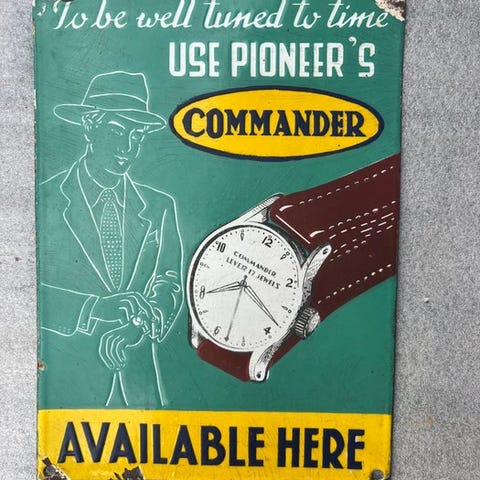 "To be well tuned to time
USE PIONEER'S
COMMANDER
10 12 2 8 4 6
COMMANDER
LEVER 17 JEWELS
AVAILABLE HERE